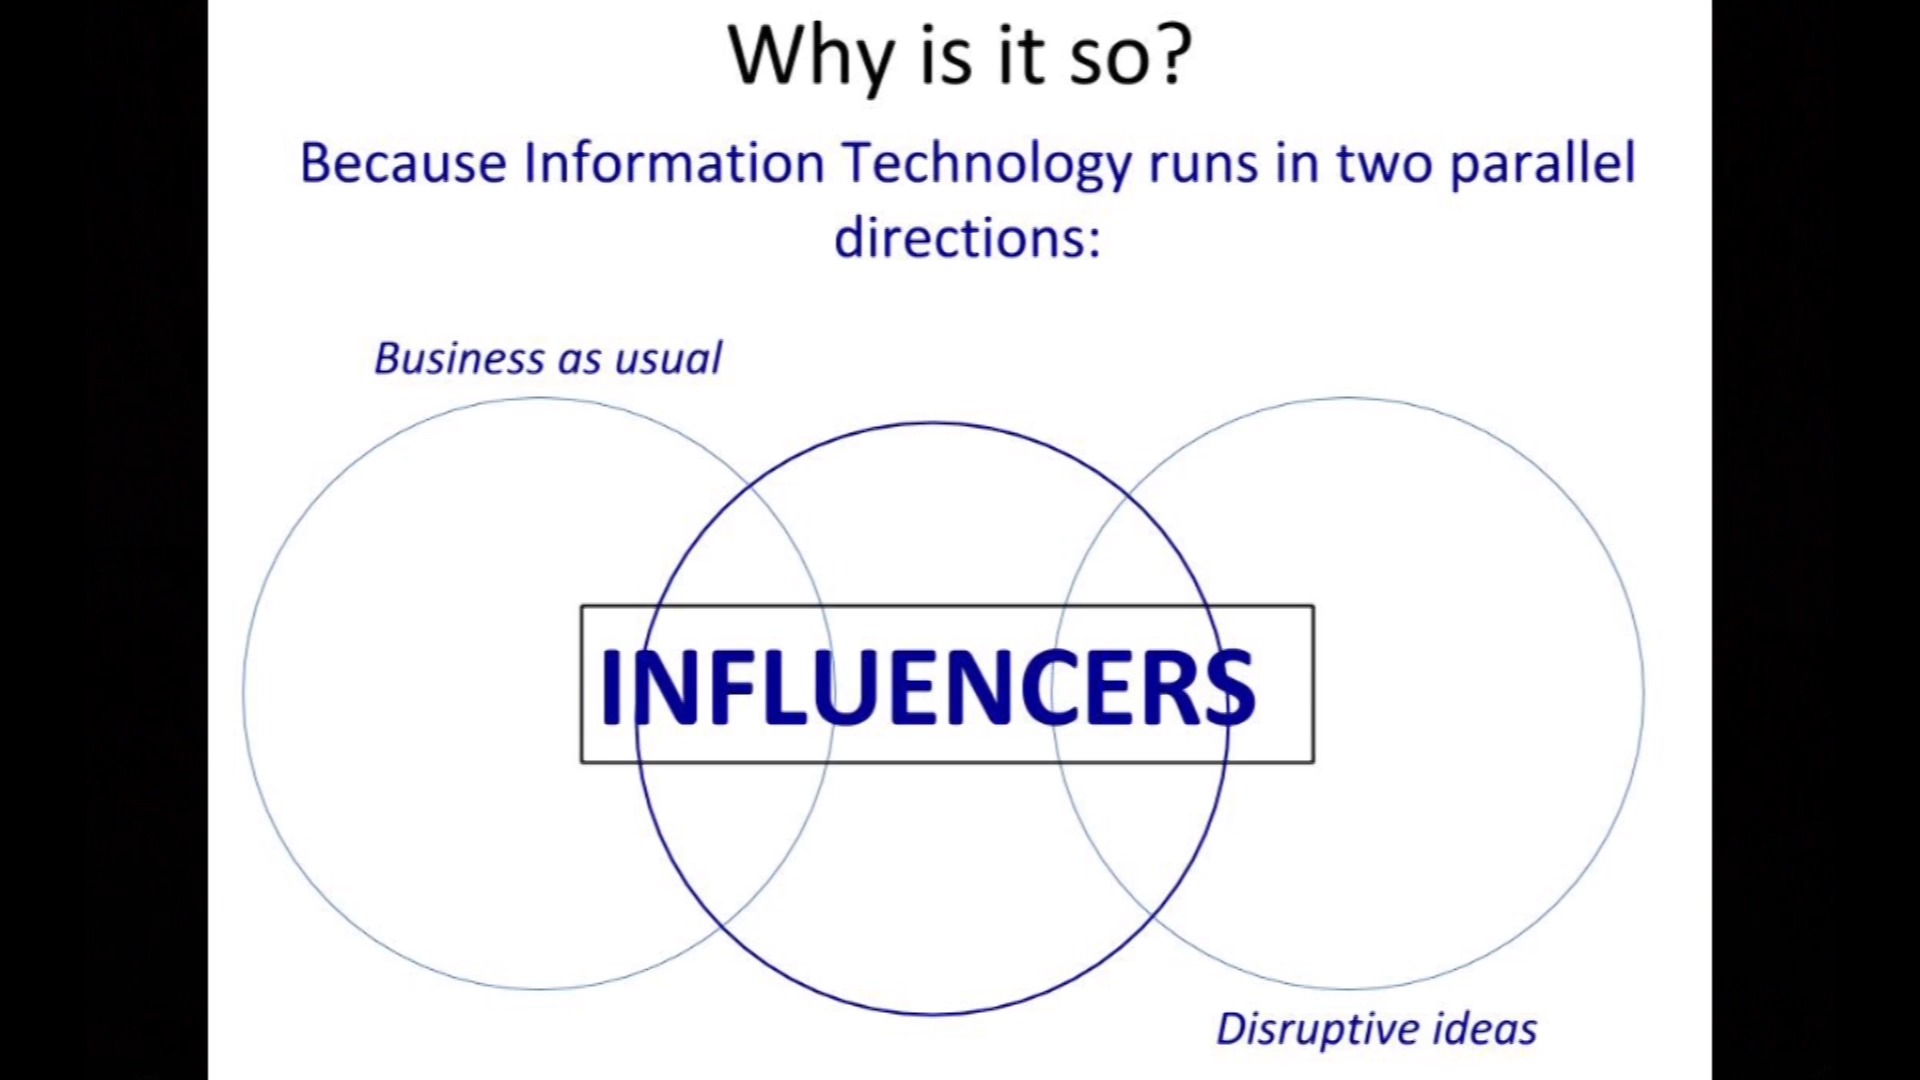 Why is it so?
Because Information Technology runs in two parallel
directions:
Business as usual
INFLUENCERS
Disruptive ideas